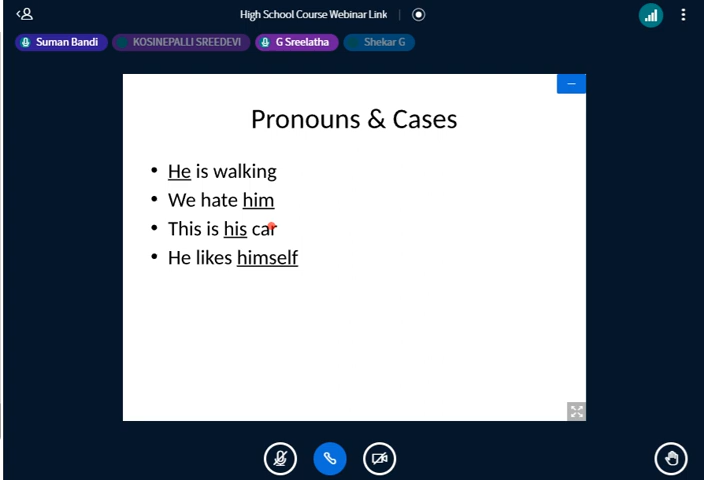 High School Course Webinar Link
Suman Bandi
KOSINEPALLI SREEDEVI
G Sreelatha
Shekar G
Pronouns & Cases
• He is walking
• We hate him
• This is his car
• He likes himself